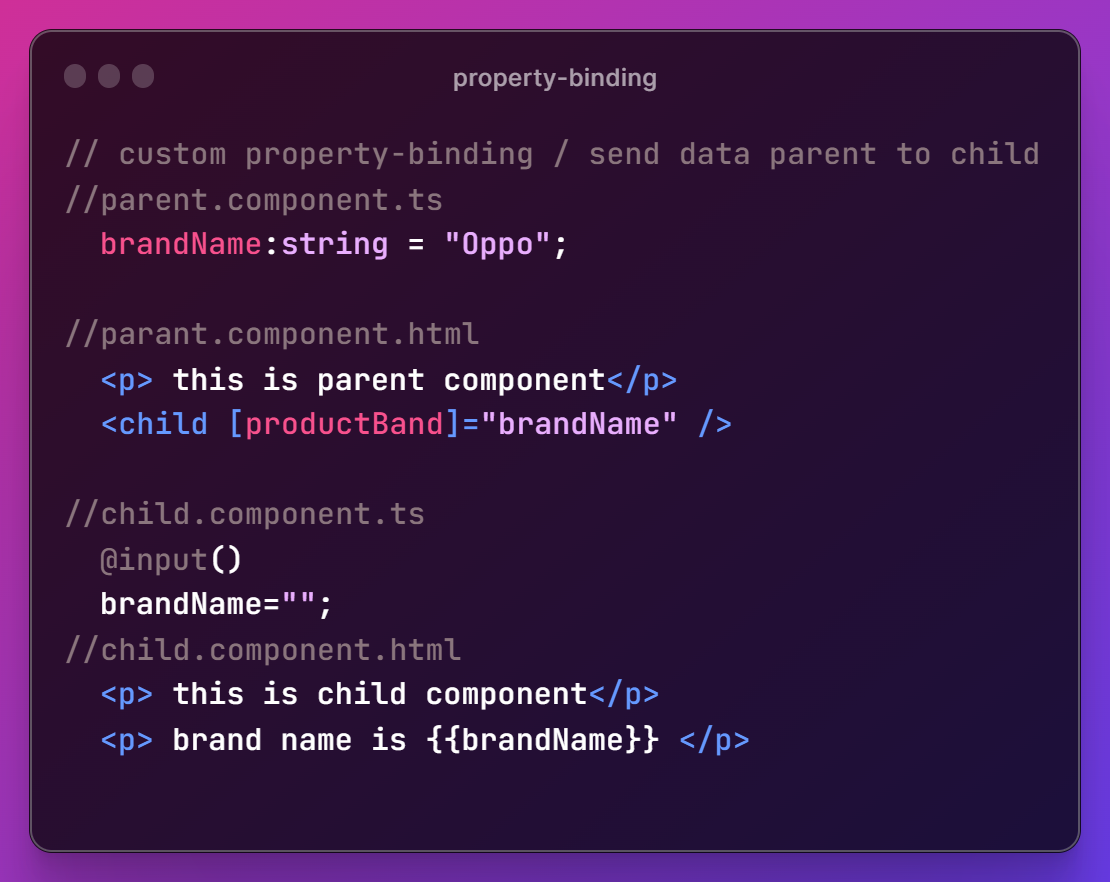 property-binding
// custom property-binding / send data parent to child
//parent.component.ts
brandName:string = "Oppo";
//parant.component.html
<p> this is parent component</p>
<child [productBand]="brandName" />
//child.component.ts
@input()
brandName="";
//child.component.html
<p> this is child component</p>
<p> brand name is {{brandName}} </p>